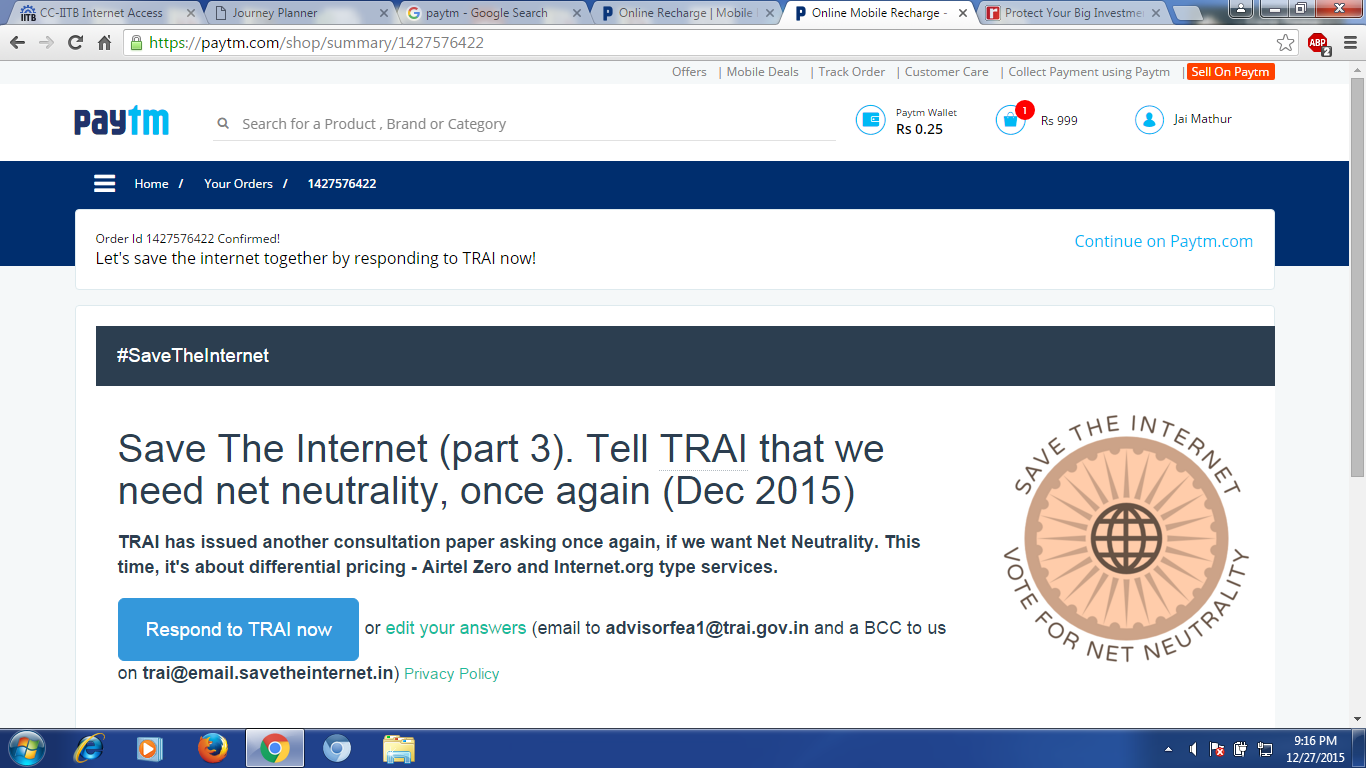 CC-IITB Internet Access
Journey Planner
paytm - Google Search
Online Recharge | Mobile
Online Mobile Recharge -
Protect Your Big Investme
https://paytm.com/shop/summary/1427576422
ABP
2
Offers | Mobile Deals | Track Order | Customer Care | Collect Payment using Paytm | Sell On Paytm
paytm
Search for a Product , Brand or Category
Paytm Wallet
Rs 0.25
1
Rs 999
Jai Mathur
Home / Your Orders / 1427576422
Order Id 1427576422 Confirmed!
Let's save the internet together by responding to TRAI now!
Continue on Paytm.com
#SaveTheInternet
Save The Internet (part 3). Tell TRAI that we
need net neutrality, once again (Dec 2015)
TRAI has issued another consultation paper asking once again, if we want Net Neutrality. This
time, it's about differential pricing - Airtel Zero and Internet.org type services.
Respond to TRAI now or edit your answers (email to advisorfea1@trai.gov.in and a BCC to us
on trai@email.savetheinternet.in) Privacy Policy
SAVE THE INTERNET
VOTE FOR NET NEUTRALITY
9:16 PM
12/27/2015